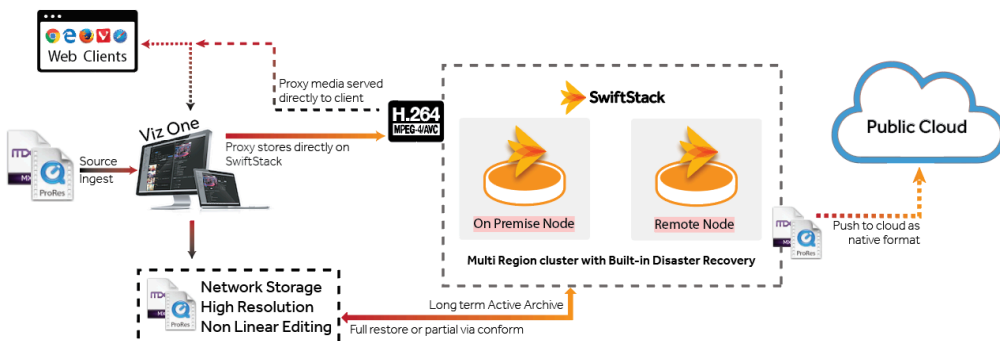 Web Clients
Proxy media served
directly to client
H.264
MPEG-4/AVC
SwiftStack
Public Cloud
Viz One
Source
Ingest
Proxy stores directly on
SwiftStack
ProRes
On Premise Node
Remote Node
Multi Region cluster with Built-in Disaster Recovery
ProRes
Push to cloud as
native format
Network Storage
High Resolution
Non Linear Editing
ProRes
Long term Active Archive
Full restore or partial via conform